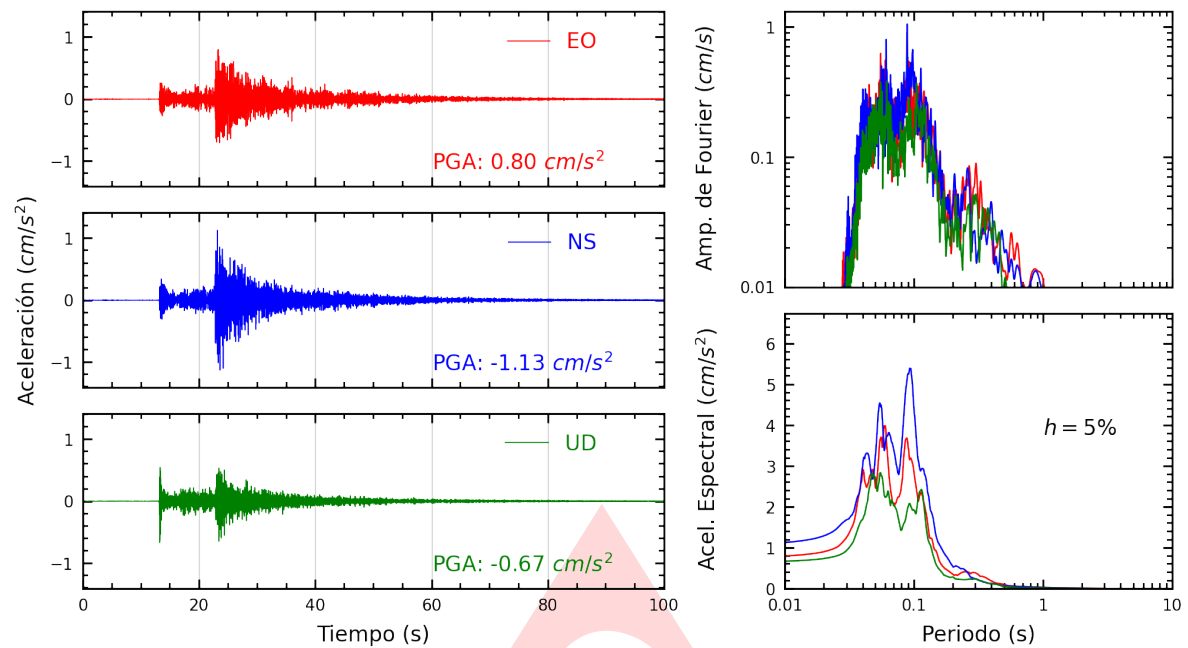 Aceleración (cm/s²)
1
0
−1
EO
PGA: 0.80 cm/s²
1
0
−1
NS
PGA: -1.13 cm/s²
1
0
−1
UD
PGA: -0.67 cm/s²
0 20 40 60 80 100
Tiempo (s)
Amp. de Fourier (cm/s)
1
0.1
0.01
Acel. Espectral (cm/s²)
6
5
4
3
2
1
0
h = 5%
0.01 0.1 1 10
Periodo (s)